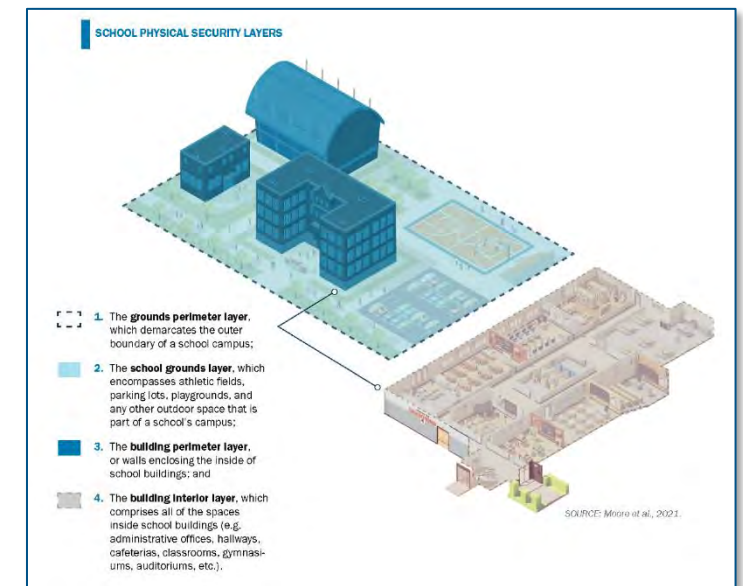 SCHOOL PHYSICAL SECURITY LAYERS
1. The grounds perimeter layer,
which demarcates the outer
boundary of a school campus;
2. The school grounds layer, which
encompasses athletic fields,
parking lots, playgrounds, and
any other outdoor space that is
part of a school's campus;
3. The building perimeter layer,
or walls enclosing the inside of
school buildings; and
4. The building interior layer, which
comprises all of the spaces
inside school buildings (e.g.
administrative offices, hallways,
cafeterias, classrooms, gymnasi-
ums, auditoriums, etc.).
SOURCE: Moore et al., 2021.